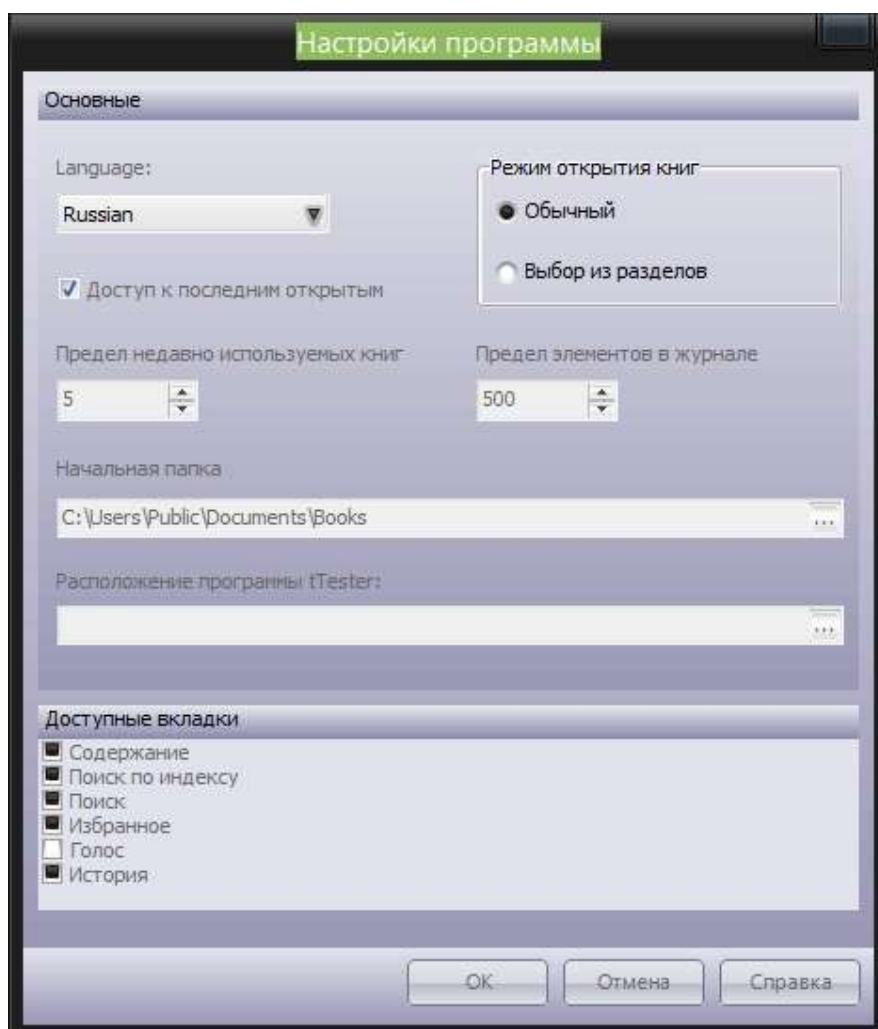 Настройки программы
Основные
Language:
Russian
Режим открытия книг
Обычный
Выбор из разделов
Доступ к последним открытым
Предел недавно используемых книг
Предел элементов в журнале
5
500
Начальная папка
C:\Users\Public\Documents\Books
...
Расположение программы tTester:
...
Доступные вкладки
Содержание
Поиск по индексу
Поиск
Избранное
Голос
История
OK
Отмена
Справка